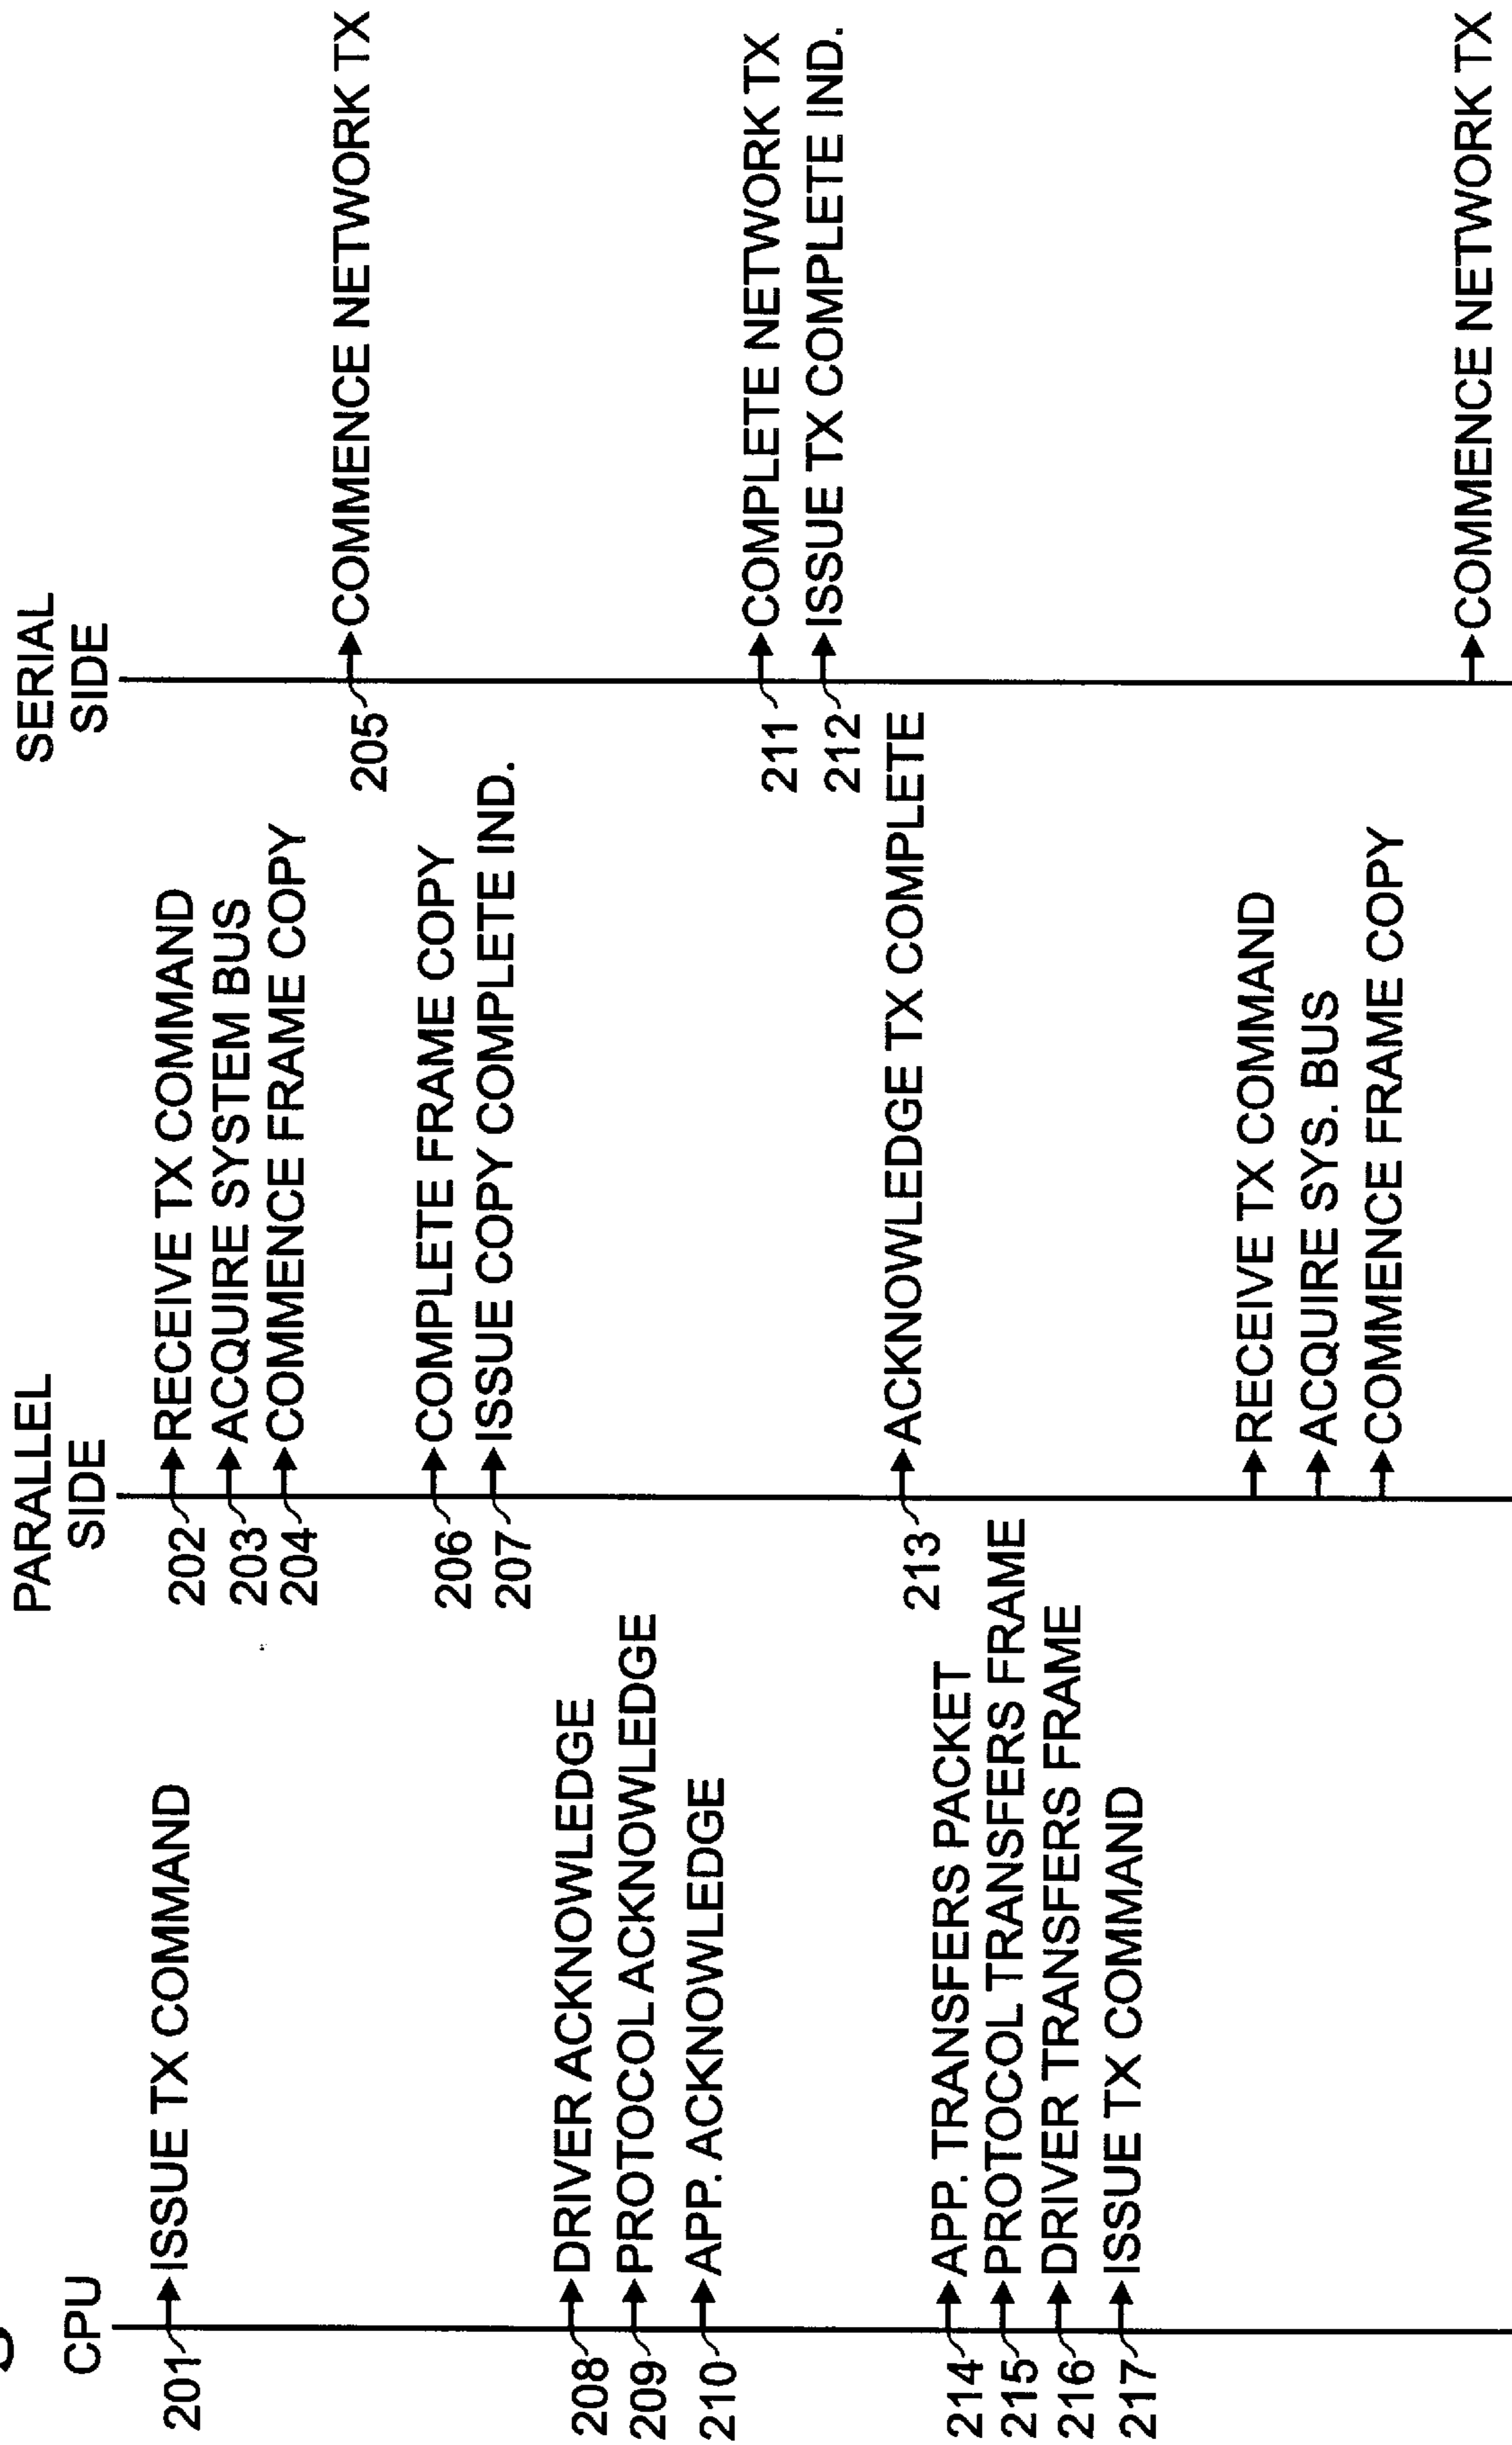 CPU
PARALLEL
SIDE
SERIAL
SIDE
201
ISSUE TX COMMAND
202
RECEIVE TX COMMAND
203
ACQUIRE SYSTEM BUS
204
COMMENCE FRAME COPY
205
COMMENCE NETWORK TX
206
COMPLETE FRAME COPY
207
ISSUE COPY COMPLETE IND.
208
DRIVER ACKNOWLEDGE
209
PROTOCOL ACKNOWLEDGE
210
APP. ACKNOWLEDGE
211
COMPLETE NETWORK TX
212
ISSUE TX COMPLETE IND.
213
ACKNOWLEDGE TX COMPLETE
214
APP. TRANSFERS PACKET
215
PROTOCOL TRANSFERS FRAME
216
DRIVER TRANSFERS FRAME
217
ISSUE TX COMMAND
RECEIVE TX COMMAND
ACQUIRE SYS. BUS
COMMENCE FRAME COPY
COMMENCE NETWORK TX